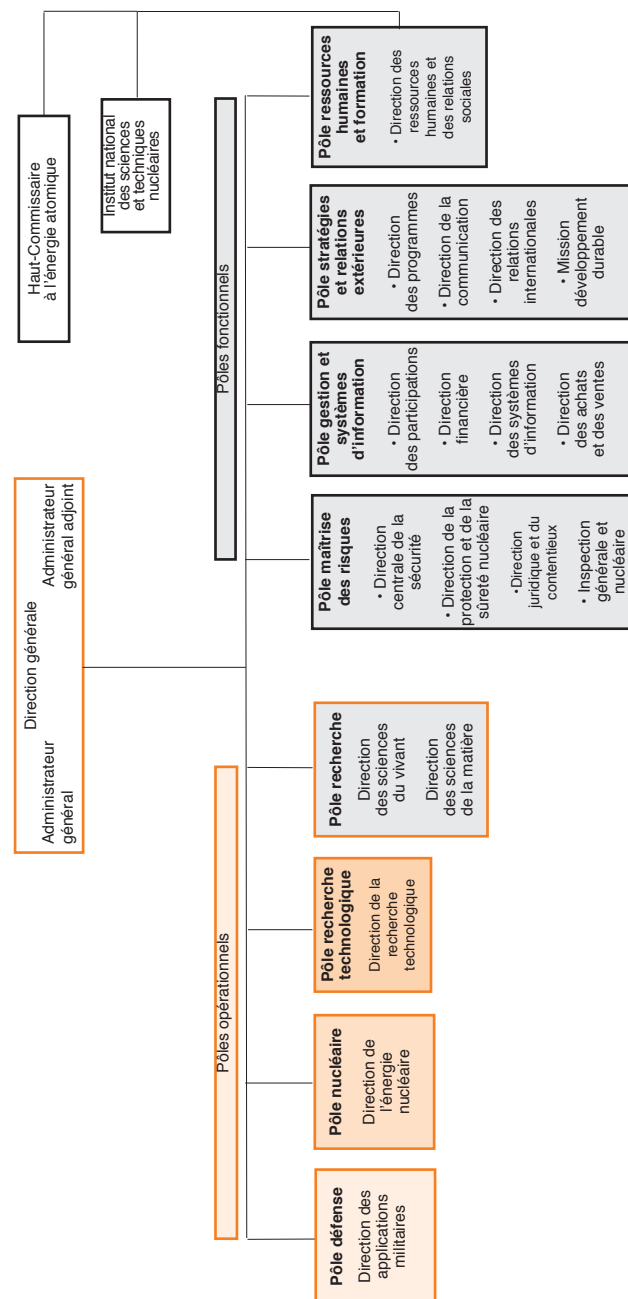 Direction générale
Administrateur
général
Administrateur
général adjoint
Haut-Commissaire
à l'énergie atomique
Institut national
des sciences
et techniques
nucléaires
Pôles opérationnels
Pôles fonctionnels
Pôle défense
Direction des
applications
militaires
Pôle nucléaire
Direction de
l'énergie
nucléaire
Pôle recherche
technologique
Direction de la
recherche
technologique
Pôle recherche
Direction
des sciences
du vivant
Direction
des sciences
de la matière
Pôle maîtrise
des risques
• Direction
centrale de la
sécurité
• Direction de la
protection et de la
sûreté nucléaire
•Direction
juridique et du
contentieux
• Inspection
générale et
nucléaire
Pôle gestion et
systèmes
d'information
• Direction
des participations
• Direction
financière
• Direction
des systèmes
d'information
• Direction
des achats
et des ventes
Pôle stratégies
et relations
extérieures
• Direction
des programmes
• Direction de la
communication
• Direction des
relations
internationales
• Mission
développement
durable
Pôle ressources
humaines
et formation
• Direction des
ressources
humaines et
des relations
sociales